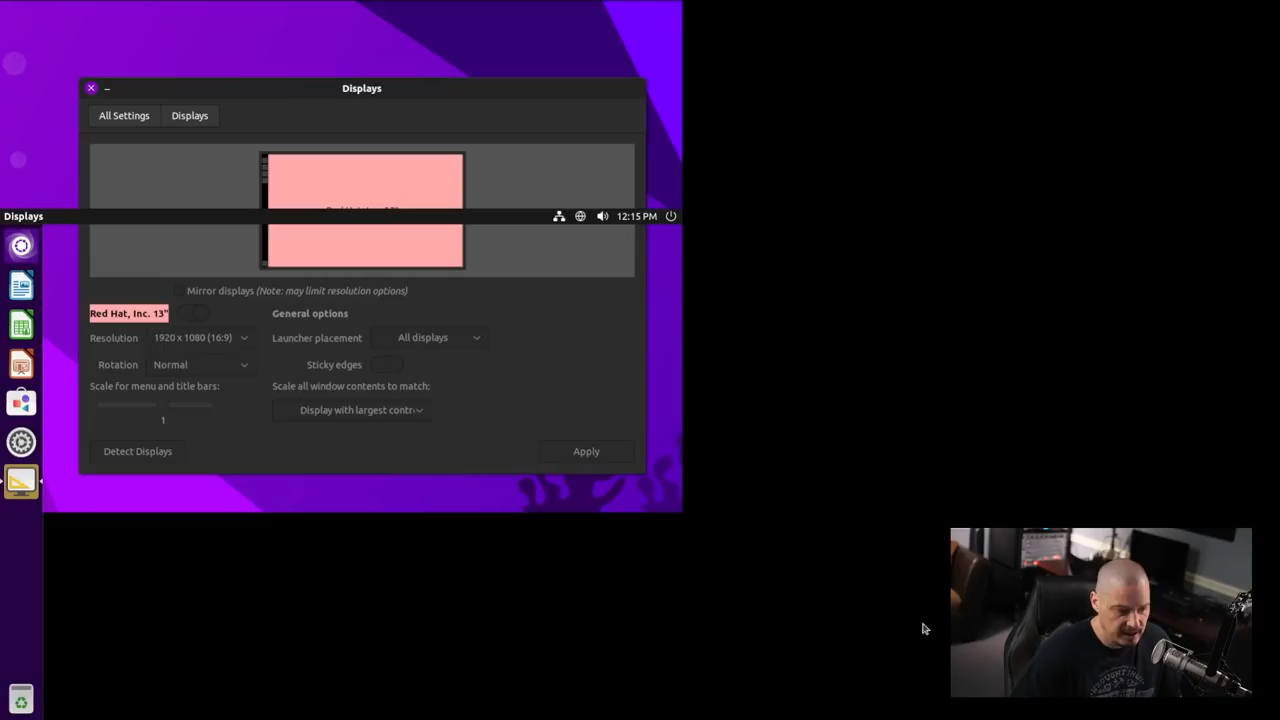 Displays
All Settings
Displays
Displays
12:15 PM
Mirror displays (Note: may limit resolution options)
Red Hat, Inc. 13"
General options
Resolution
1920 x 1080 (16:9)
Launcher placement
All displays
Rotation
Normal
Sticky edges
Scale for menu and title bars:
Scale all window contents to match:
1
Display with largest contr
Detect Displays
Apply